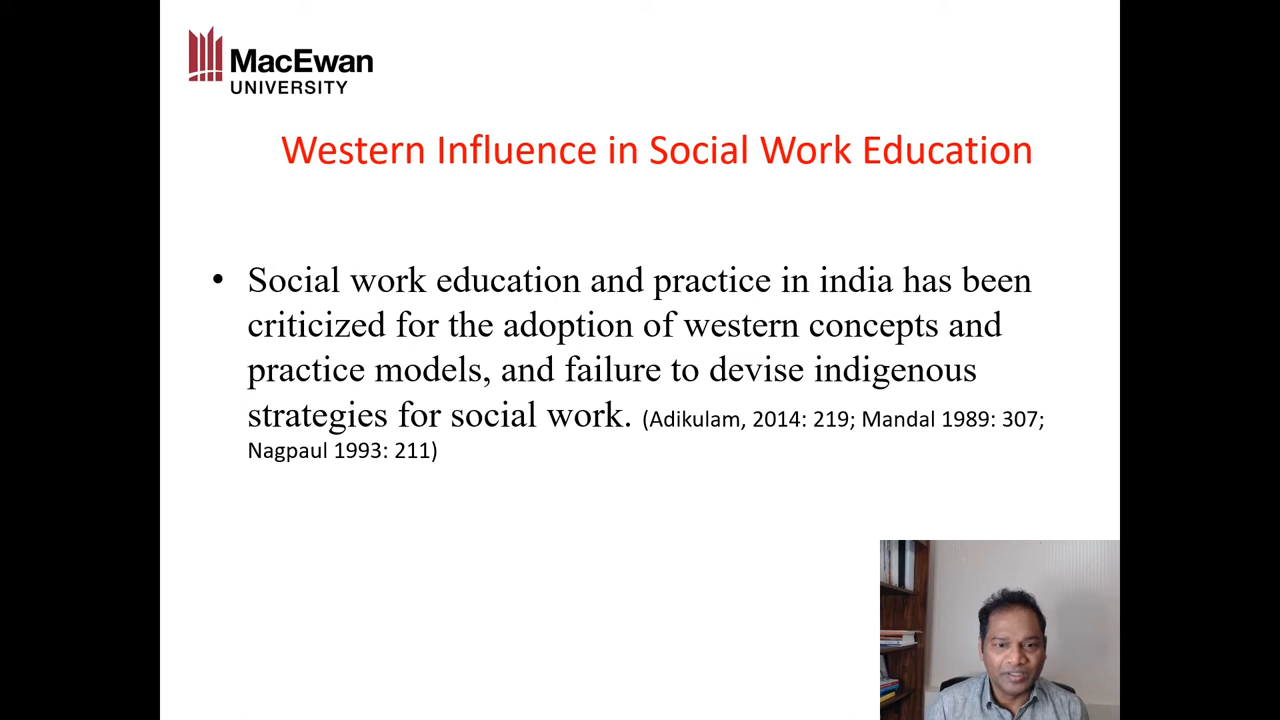 MacEwan
UNIVERSITY
Western Influence in Social Work Education
• Social work education and practice in india has been
criticized for the adoption of western concepts and
practice models, and failure to devise indigenous
strategies for social work. (Adikulam, 2014: 219; Mandal 1989: 307;
Nagpaul 1993: 211)